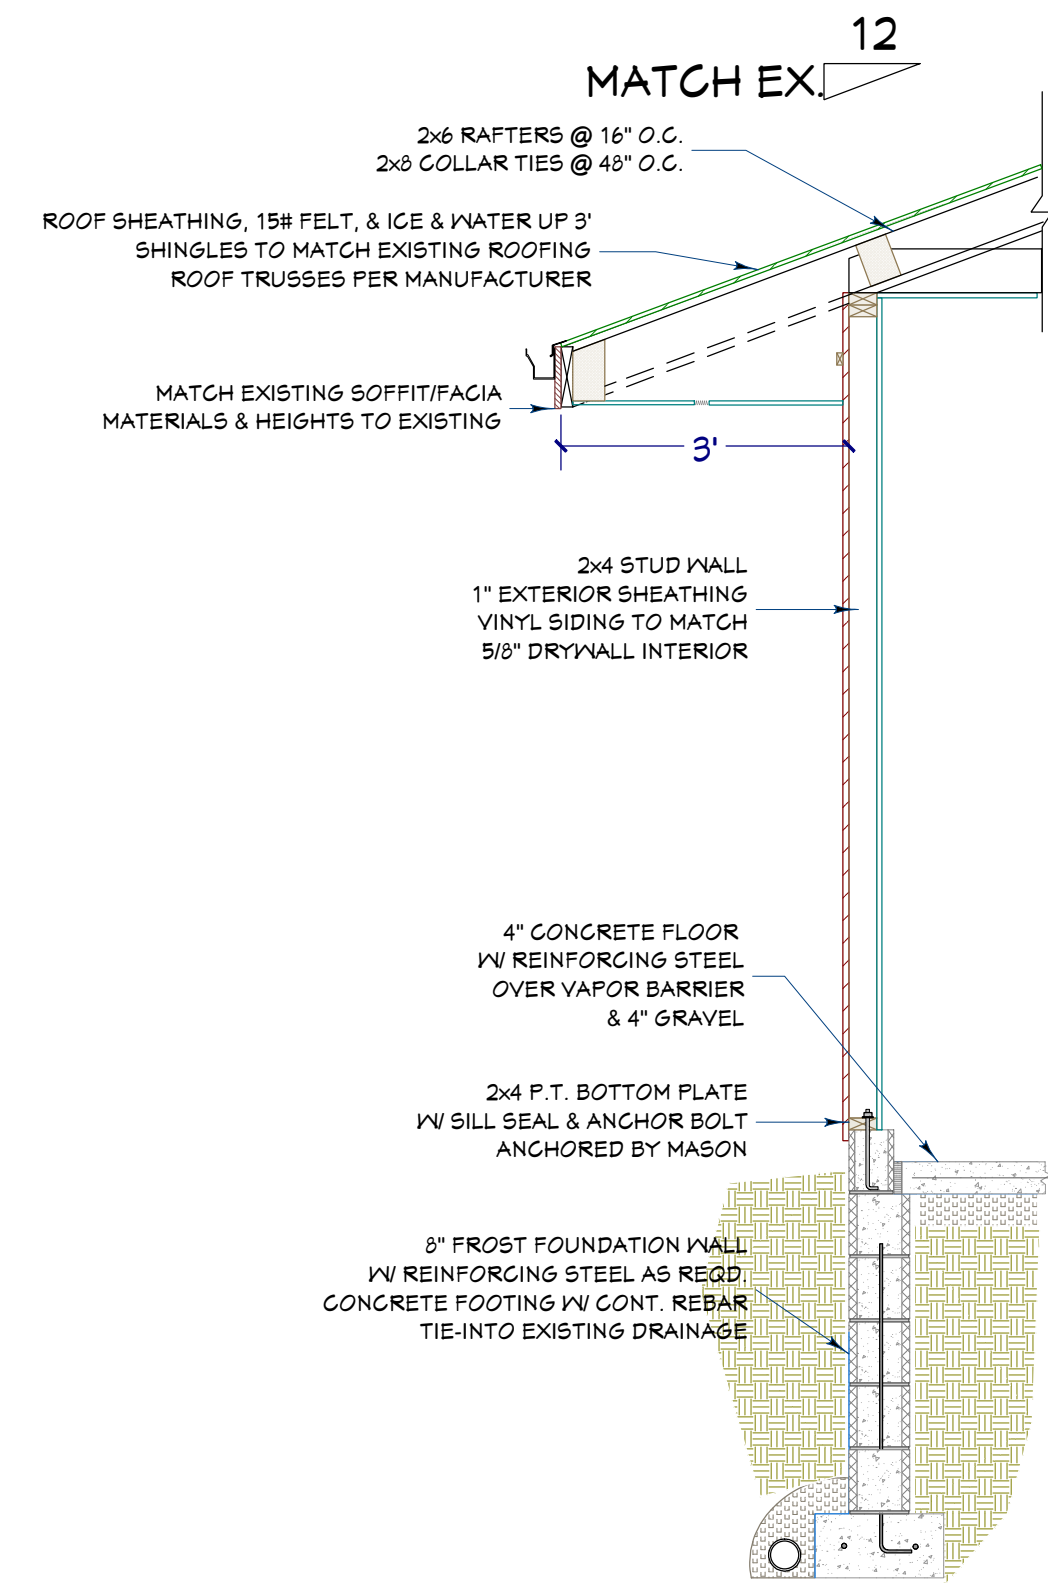 12
MATCH EX.
2x6 RAFTERS @ 16" O.C.
2x8 COLLAR TIES @ 48" O.C.
ROOF SHEATHING, 15# FELT, & ICE & WATER UP 3'
SHINGLES TO MATCH EXISTING ROOFING
ROOF TRUSSES PER MANUFACTURER
MATCH EXISTING SOFFIT/FACIA
MATERIALS & HEIGHTS TO EXISTING
3'
2x4 STUD WALL
1" EXTERIOR SHEATHING
VINYL SIDING TO MATCH
5/8" DRYWALL INTERIOR
4" CONCRETE FLOOR
W/ REINFORCING STEEL
OVER VAPOR BARRIER
& 4" GRAVEL
2x4 P.T. BOTTOM PLATE
W/ SILL SEAL & ANCHOR BOLT
ANCHORED BY MASON
8" FROST FOUNDATION WALL
W/ REINFORCING STEEL AS REQD.
CONCRETE FOOTING W/ CONT. REBAR
TIE-INTO EXISTING DRAINAGE